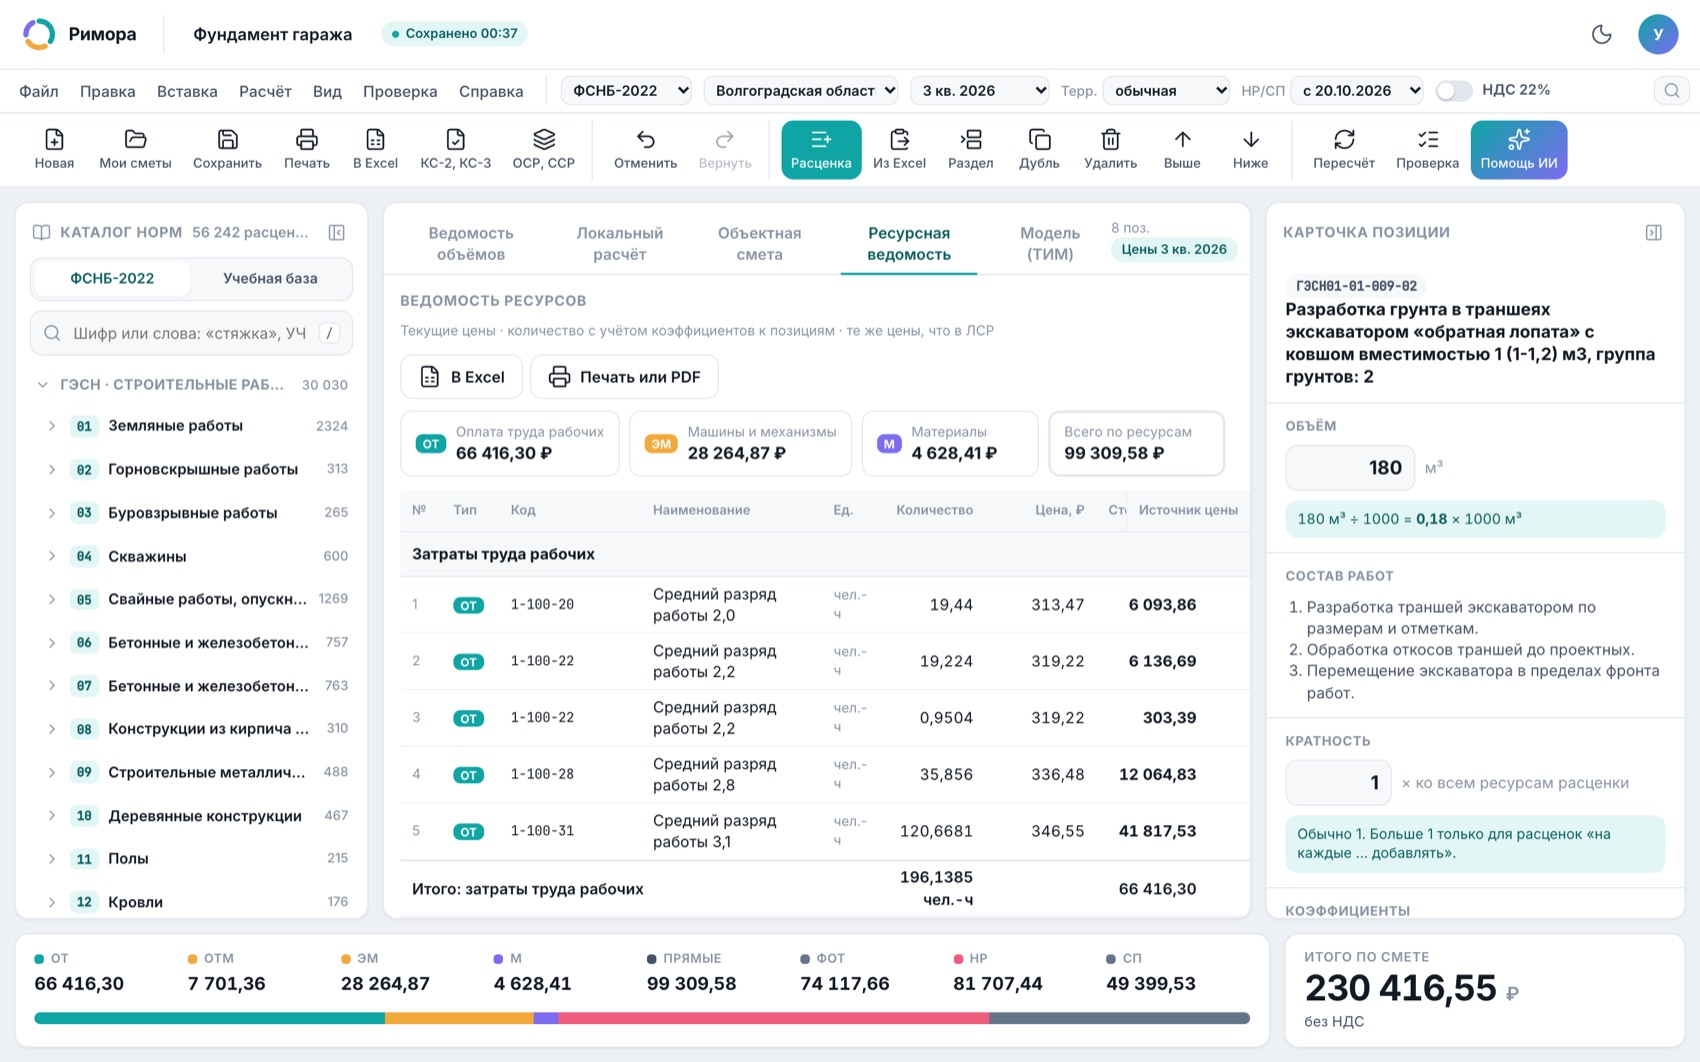 Римора
Фундамент гаража
Сохранено 00:37
У
Файл Правка Вставка Расчёт Вид Проверка Справка
ФСНБ-2022 Волгоградская област 3 кв. 2026 Терр. обычная НР/СП с 20.10.2026 НДС 22%
Новая Мои сметы Сохранить Печать В Excel КС-2, КС-3 ОСР, ССР Отменить Вернуть Расценка Из Excel Раздел Дубль Удалить Выше Ниже Пересчёт Проверка Помощь ИИ
КАТАЛОГ НОРМ 56 242 расцен...
ФСНБ-2022 Учебная база
Шифр или слова: «стяжка», УЧ /
ГЭСН · СТРОИТЕЛЬНЫЕ РАБ... 30 030
01 Земляные работы 2324
02 Горновскрышные работы 313
03 Буровзрывные работы 265
04 Скважины 600
05 Свайные работы, опускн... 1269
06 Бетонные и железобетон... 757
07 Бетонные и железобетон... 763
08 Конструкции из кирпича ... 310
09 Строительные металлич... 488
10 Деревянные конструкции 467
11 Полы 215
12 Кровли 176
Ведомость объёмов
Локальный расчёт
Объектная смета
Ресурсная ведомость
Модель (ТИМ)
8 поз.
Цены 3 кв. 2026
ВЕДОМОСТЬ РЕСУРСОВ
Текущие цены · количество с учётом коэффициентов к позициям · те же цены, что в ЛСР
В Excel Печать или PDF
ОТ Оплата труда рабочих 66 416,30 ₽
ЭМ Машины и механизмы 28 264,87 ₽
М Материалы 4 628,41 ₽
Всего по ресурсам 99 309,58 ₽
№ Тип Код Наименование Ед. Количество Цена, ₽ Ст Источник цены
Затраты труда рабочих
1 ОТ 1-100-20 Средний разряд работы 2,0 чел.-ч 19,44 313,47 6 093,86
2 ОТ 1-100-22 Средний разряд работы 2,2 чел.-ч 19,224 319,22 6 136,69
3 ОТ 1-100-22 Средний разряд работы 2,2 чел.-ч 0,9504 319,22 303,39
4 ОТ 1-100-28 Средний разряд работы 2,8 чел.-ч 35,856 336,48 12 064,83
5 ОТ 1-100-31 Средний разряд работы 3,1 чел.-ч 120,6681 346,55 41 817,53
Итого: затраты труда рабочих 196,1385 чел.-ч 66 416,30
КАРТОЧКА ПОЗИЦИИ
ГЭСН01-01-009-02
Разработка грунта в траншеях
экскаватором «обратная лопата» с
ковшом вместимостью 1 (1-1,2) м3, группа
грунтов: 2
ОБЪЁМ
180 м³
180 м³ ÷ 1000 = 0,18 × 1000 м³
СОСТАВ РАБОТ
1. Разработка траншей экскаватором по
размерам и отметкам.
2. Обработка откосов траншей до проектных.
3. Перемещение экскаватора в пределах фронта
работ.
КРАТНОСТЬ
1 × ко всем ресурсам расценки
Обычно 1. Больше 1 только для расценок «на
каждые ... добавлять».
КОЭФФИЦИЕНТЫ
ОТ ОТМ ЭМ М ПРЯМЫЕ ФОТ НР СП
66 416,30 7 701,36 28 264,87 4 628,41 99 309,58 74 117,66 81 707,44 49 399,53
ИТОГО ПО СМЕТЕ
230 416,55 ₽
без НДС